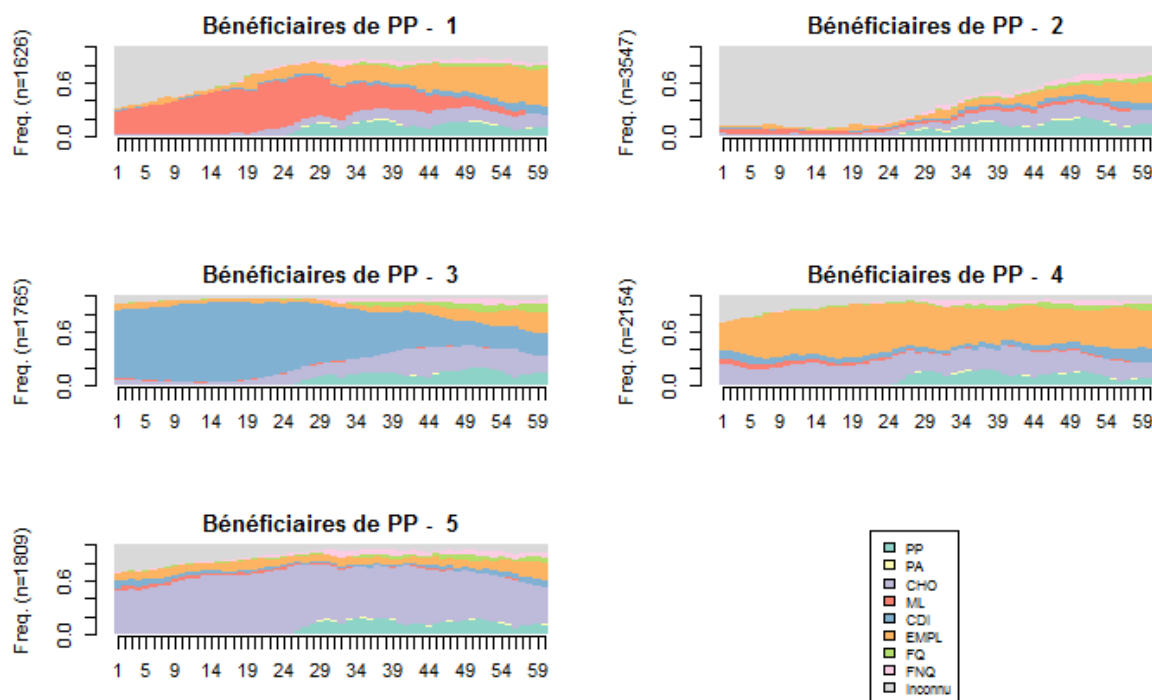 Bénéficiaires de PP - 1
Freq. (n=1626)
0.6
0.0
1 5 9 14 19 24 29 34 39 44 49 54 59
Bénéficiaires de PP - 2
Freq. (n=3547)
0.6
0.0
1 5 9 14 19 24 29 34 39 44 49 54 59
Bénéficiaires de PP - 3
Freq. (n=1765)
0.6
0.0
1 5 9 14 19 24 29 34 39 44 49 54 59
Bénéficiaires de PP - 4
Freq. (n=2154)
0.6
0.0
1 5 9 14 19 24 29 34 39 44 49 54 59
Bénéficiaires de PP - 5
Freq. (n=1809)
0.6
0.0
1 5 9 14 19 24 29 34 39 44 49 54 59
PP
PA
CHO
ML
CDI
EMPL
FQ
FNQ
Inconnu